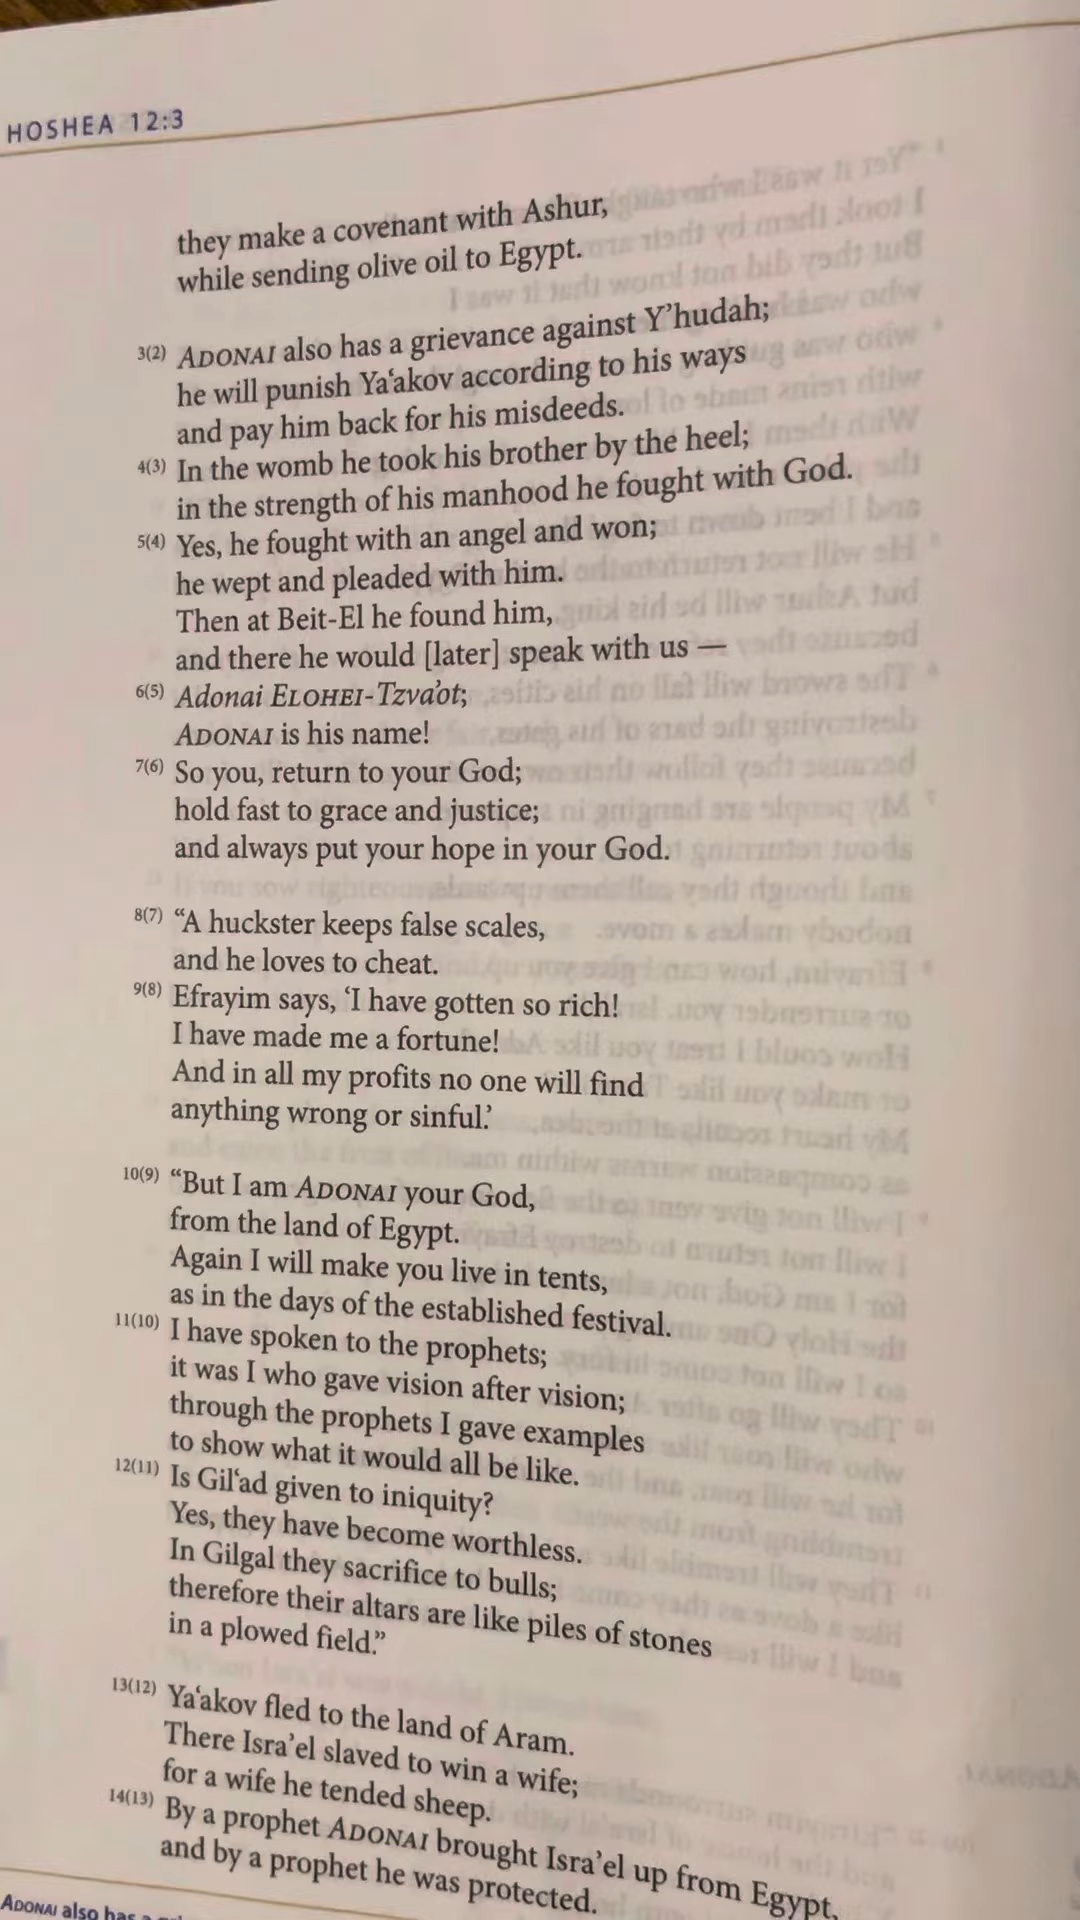 HOSHEA 12:3
they make a covenant with Ashur,
while sending olive oil to Egypt.
3(2) ADONAI also has a grievance against Y’hudah;
he will punish Ya‘akov according to his ways
and pay him back for his misdeeds.
4(3) In the womb he took his brother by the heel;
in the strength of his manhood he fought with God.
5(4) Yes, he fought with an angel and won;
he wept and pleaded with him.
Then at Beit-El he found him,
and there he would [later] speak with us —
6(5) Adonai ELOHEI-Tzva’ot;
ADONAI is his name!
7(6) So you, return to your God;
hold fast to grace and justice;
and always put your hope in your God.
8(7) “A huckster keeps false scales,
and he loves to cheat.
9(8) Efrayim says, ‘I have gotten so rich!
I have made me a fortune!
And in all my profits no one will find
anything wrong or sinful.’
10(9) “But I am ADONAI your God,
from the land of Egypt.
Again I will make you live in tents,
as in the days of the established festival.
11(10) I have spoken to the prophets;
it was I who gave vision after vision;
through the prophets I gave examples
to show what it would all be like.
12(11) Is Gil‘ad given to iniquity?
Yes, they have become worthless.
In Gilgal they sacrifice to bulls;
therefore their altars are like piles of stones
in a plowed field.”
13(12) Ya‘akov fled to the land of Aram.
There Isra’el slaved to win a wife;
for a wife he tended sheep.
14(13) By a prophet ADONAI brought Isra’el up from Egypt,
and by a prophet he was protected.
ADONAI also has a